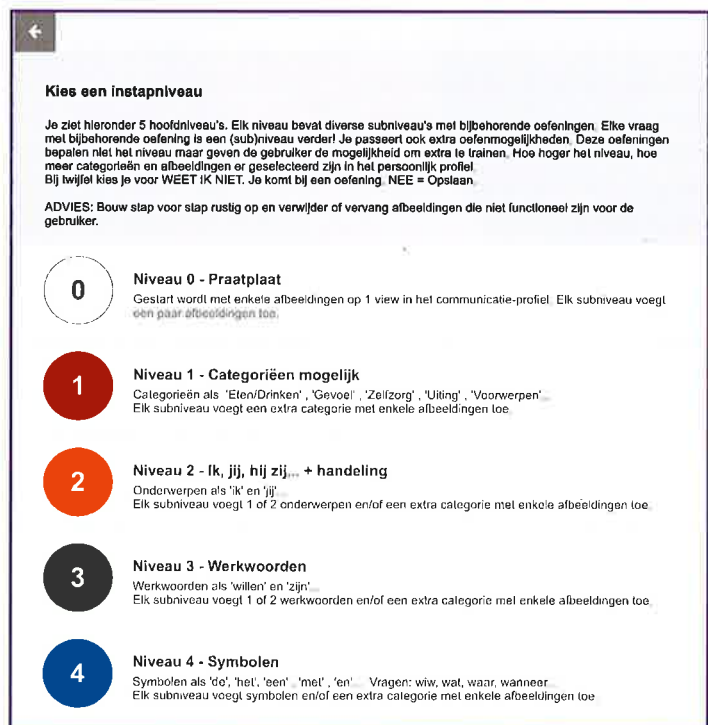 Kies een instapniveau
Je ziet hieronder 5 hoofdniveau's. Elk niveau bevat diverse subniveau's met bijbehorende oefeningen. Elke vraag
met bijbehorende oefening is een (sub)niveau verder! Je passeert ook extra oefenmogelijkheden. Deze oefeningen
bepalen niet het niveau maar geven de gebruiker de mogelijkheid om extra te trainen. Hoe hoger het niveau, hoe
meer categorieën en afbeeldingen er geselecteerd zijn in het persoonlijk profiel.
Bij twijfel kies je voor WEET IK NIET. Je komt bij een oefening. NEE = Opslaan.
ADVIES: Bouw stap voor stap rustig op en verwijder of vervang afbeeldingen die niet functioneel zijn voor de
gebruiker.
0
Niveau 0 - Praatplaat
Gestart wordt met enkele afbeeldingen op 1 view in het communicatie-profiel. Elk subniveau voegt
een paar afbeeldingen toe.
1
Niveau 1 - Categorieën mogelijk
Categorieën als 'Eten/Drinken' , 'Gevoel' , 'Zelfzorg' , 'Uiting' , 'Voorwerpen'...
Elk subniveau voegt een extra categorie met enkele afbeeldingen toe.
2
Niveau 2 - Ik, jij, hij zij,... + handeling
Onderwerpen als 'ik' en 'jij'...
Elk subniveau voegt 1 of 2 onderwerpen en/of een extra categorie met enkele afbeeldingen toe.
3
Niveau 3 - Werkwoorden
Werkwoorden als 'willen' en 'zijn'...
Elk subniveau voegt 1 of 2 werkwoorden en/of een extra categorie met enkele afbeeldingen toe.
4
Niveau 4 - Symbolen
Symbolen als 'de', 'het', 'een' , 'met' , 'en'... Vragen: wiw, wat, waar, wanneer...
Elk subniveau voegt symbolen en/of een extra categorie met enkele afbeeldingen toe